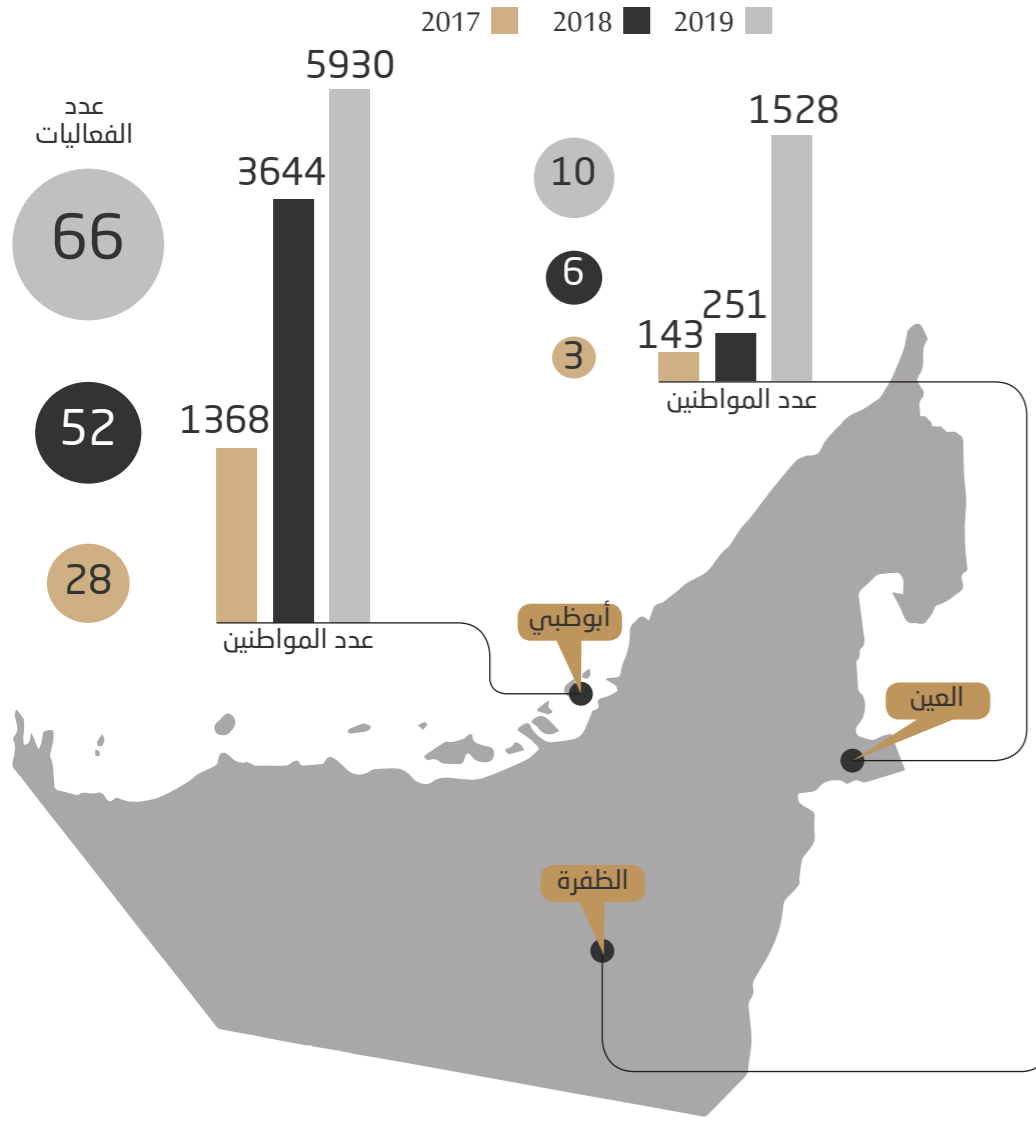 2017 2018 2019
5930
عدد
الفعاليات
1528
3644
10
66
6
251
143
3
1368
52
عدد المواطنين
28
أبوظبي
عدد المواطنين
العين
الظفرة